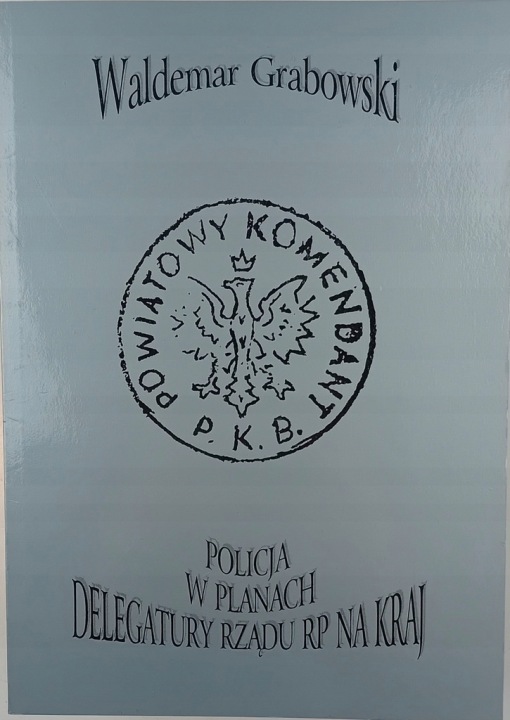 Waldemar Grabowski
POWIATOWY KOMENDANT
P. K. B.
POLICJA
W PLANACH
DELEGATURY RZĄDU RP NA KRAJ